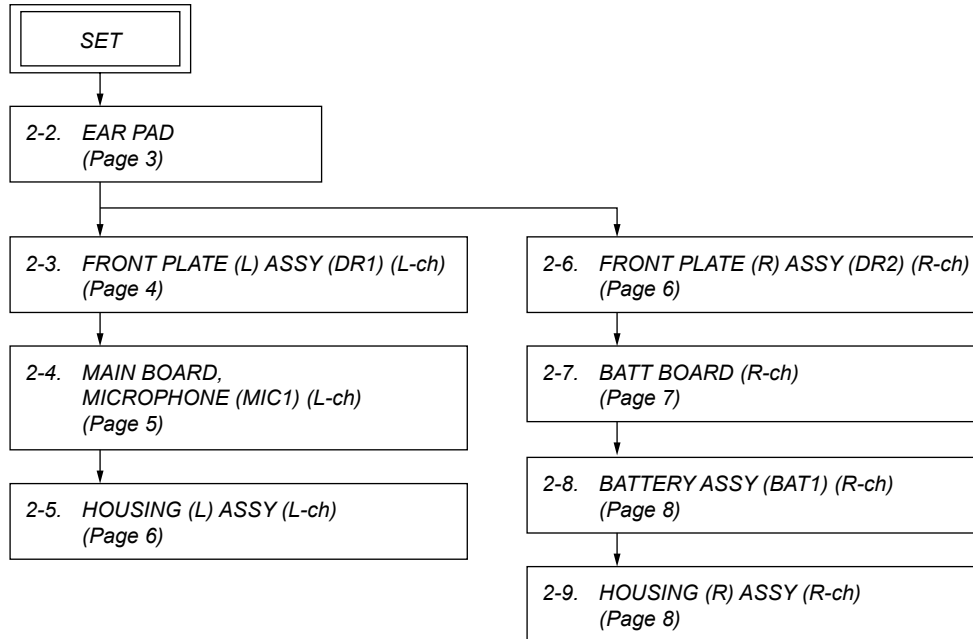 SET
2-2. EAR PAD
(Page 3)
2-3. FRONT PLATE (L) ASSY (DR1) (L-ch)
(Page 4)
2-4. MAIN BOARD,
MICROPHONE (MIC1) (L-ch)
(Page 5)
2-5. HOUSING (L) ASSY (L-ch)
(Page 6)
2-6. FRONT PLATE (R) ASSY (DR2) (R-ch)
(Page 6)
2-7. BATT BOARD (R-ch)
(Page 7)
2-8. BATTERY ASSY (BAT1) (R-ch)
(Page 8)
2-9. HOUSING (R) ASSY (R-ch)
(Page 8)